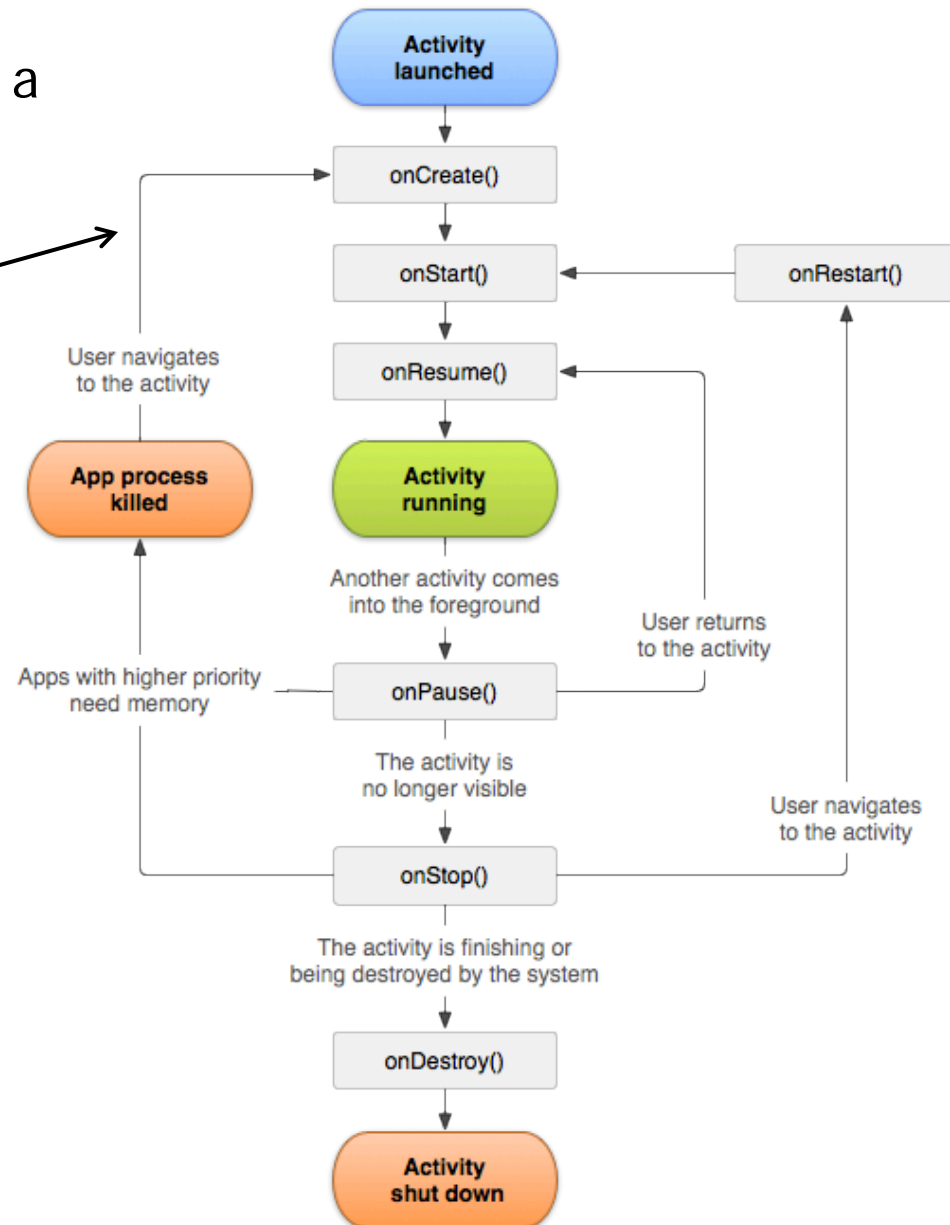 a
Activity
launched
onCreate()
onStart()
onRestart()
onResume()
User navigates
to the activity
App process
killed
Activity
running
Another activity comes
into the foreground
User returns
to the activity
Apps with higher priority
need memory
onPause()
The activity is
no longer visible
User navigates
to the activity
onStop()
The activity is finishing or
being destroyed by the system
onDestroy()
Activity
shut down